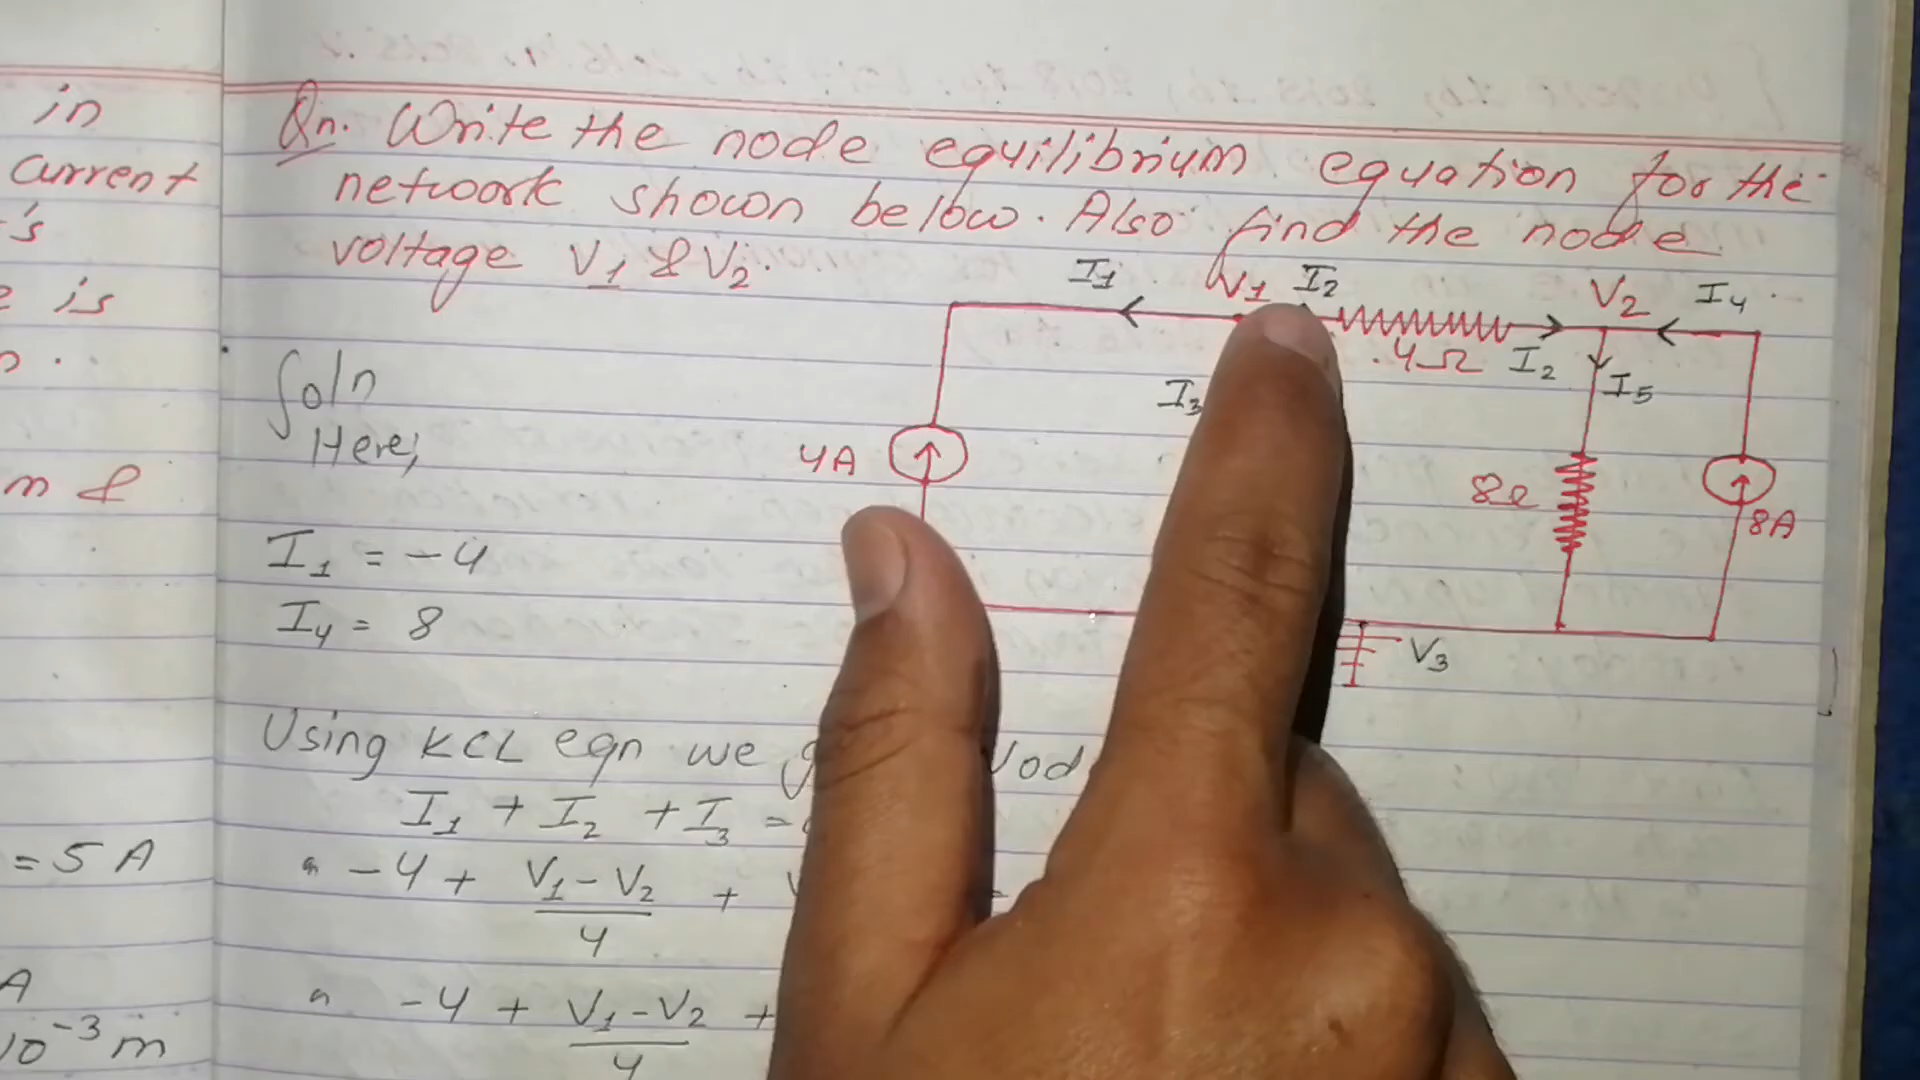 in
current
's
e is
m &
= 5 A
A
10⁻³ m
Qn. Write the node equilibrium equation for the
network shown below. Also find the node
voltage V₁ & V₂.
I₁
V₁
I₂
V₂
I₄
4Ω
I₂
I₅
I₃
4A
8Ω
8A
V₃
Soln
Here,
I₁ = -4
I₄ = 8
Using KCL eqn we
I₁ + I₂ + I₃ =
-4 + V₁ - V₂ +
4
-4 + V₁ - V₂ +
4